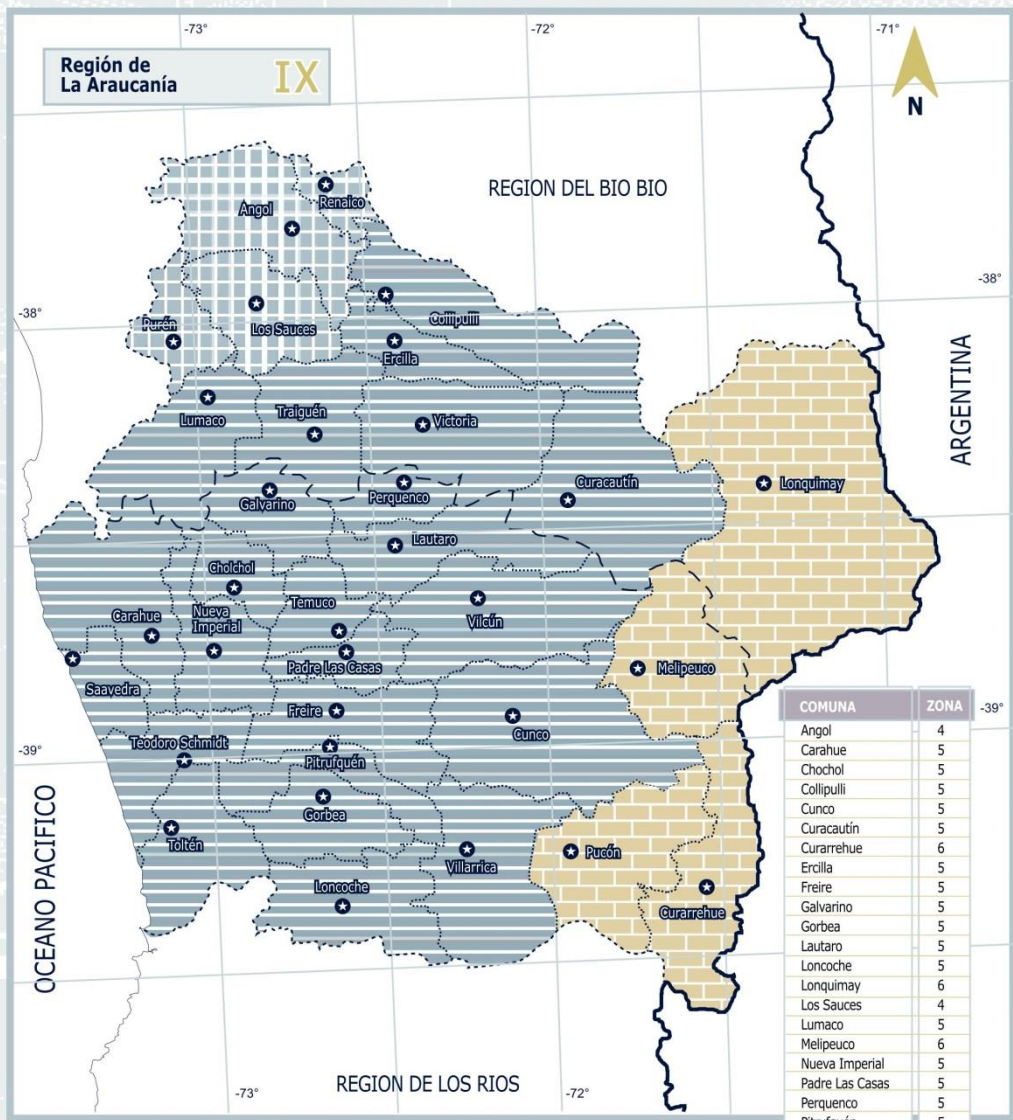 -73°
-72°
-71°
Región de
La Araucanía
IX
N
REGION DEL BIO BIO
Renaico
Angol
-38°
-38°
Collipulli
Los Sauces
Purén
Ercilla
ARGENTINA
Lumaco
Traiguén
Victoria
Galvarino
Perquenco
Curacautín
Lonquimay
Lautaro
Cholchol
Carahue
Nueva
Imperial
Temuco
Vilcún
Padre Las Casas
Melipeuco
Saavedra
Freire
Cunco
Teodoro Schmidt
Pitrufquén
-39°
-39°
Gorbea
Toltén
Villarrica
Pucón
Loncoche
Curarrehue
OCEANO PACIFICO
-73°
REGION DE LOS RIOS
-72°
COMUNA ZONA
Angol 4
Carahue 5
Chochol 5
Collipulli 5
Cunco 5
Curacautín 5
Curarrehue 6
Ercilla 5
Freire 5
Galvarino 5
Gorbea 5
Lautaro 5
Loncoche 5
Lonquimay 6
Los Sauces 4
Lumaco 5
Melipeuco 6
Nueva Imperial 5
Padre Las Casas 5
Perquenco 5
Pitrufquén 5